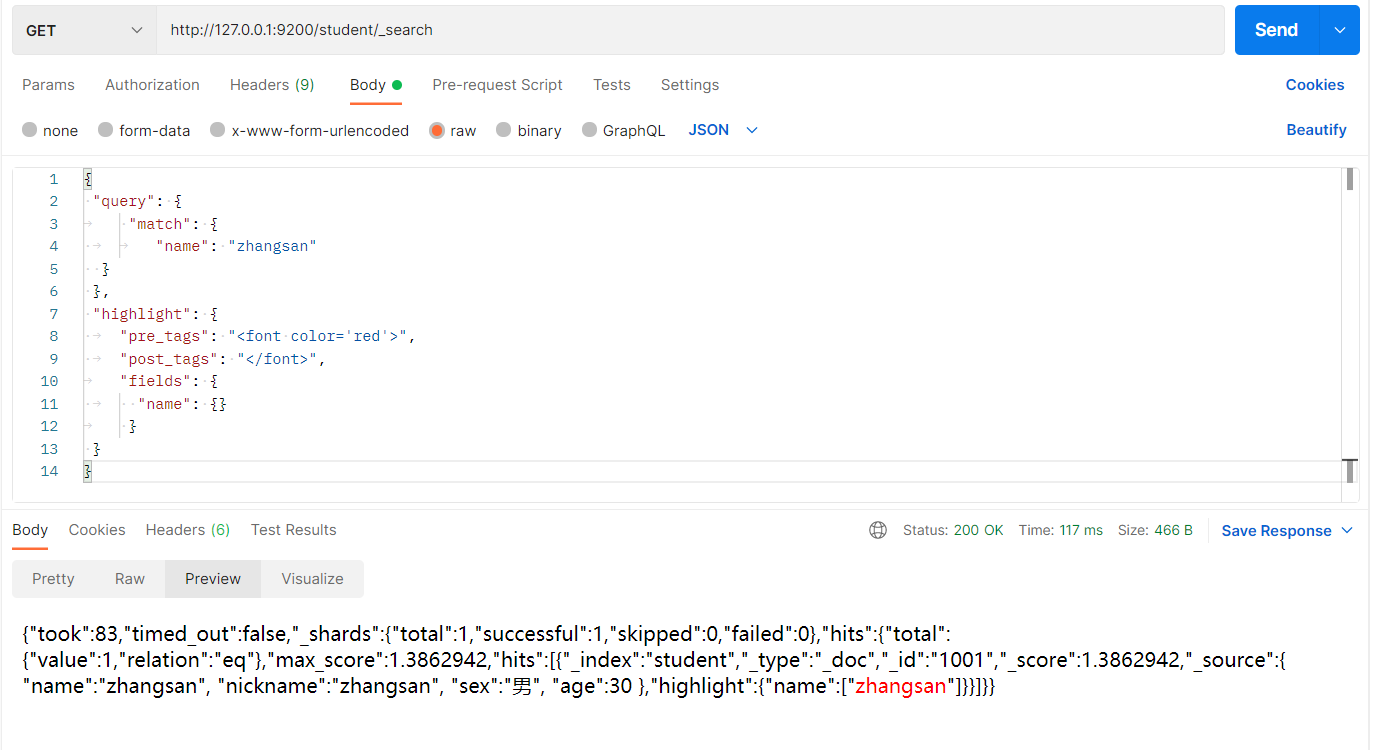 GET http://127.0.0.1:9200/student/_search Send
Params Authorization Headers (9) Body Pre-request Script Tests Settings Cookies
none form-data x-www-form-urlencoded raw binary GraphQL JSON Beautify
1 {
2 "query": {
3 "match": {
4 "name": "zhangsan"
5 }
6 },
7 "highlight": {
8 "pre_tags": "<font color='red'>",
9 "post_tags": "</font>",
10 "fields": {
11 "name": {}
12 }
13 }
14 }
Body Cookies Headers (6) Test Results Status: 200 OK Time: 117 ms Size: 466 B Save Response
Pretty Raw Preview Visualize
{"took":83,"timed_out":false,"_shards":{"total":1,"successful":1,"skipped":0,"failed":0},"hits":{"total":
{"value":1,"relation":"eq"},"max_score":1.3862942,"hits":[{"_index":"student","_type":"_doc","_id":"1001","_score":1.3862942,"_source":{
"name":"zhangsan", "nickname":"zhangsan", "sex":"男", "age":30 },"highlight":{"name":["zhangsan"]}}]}}